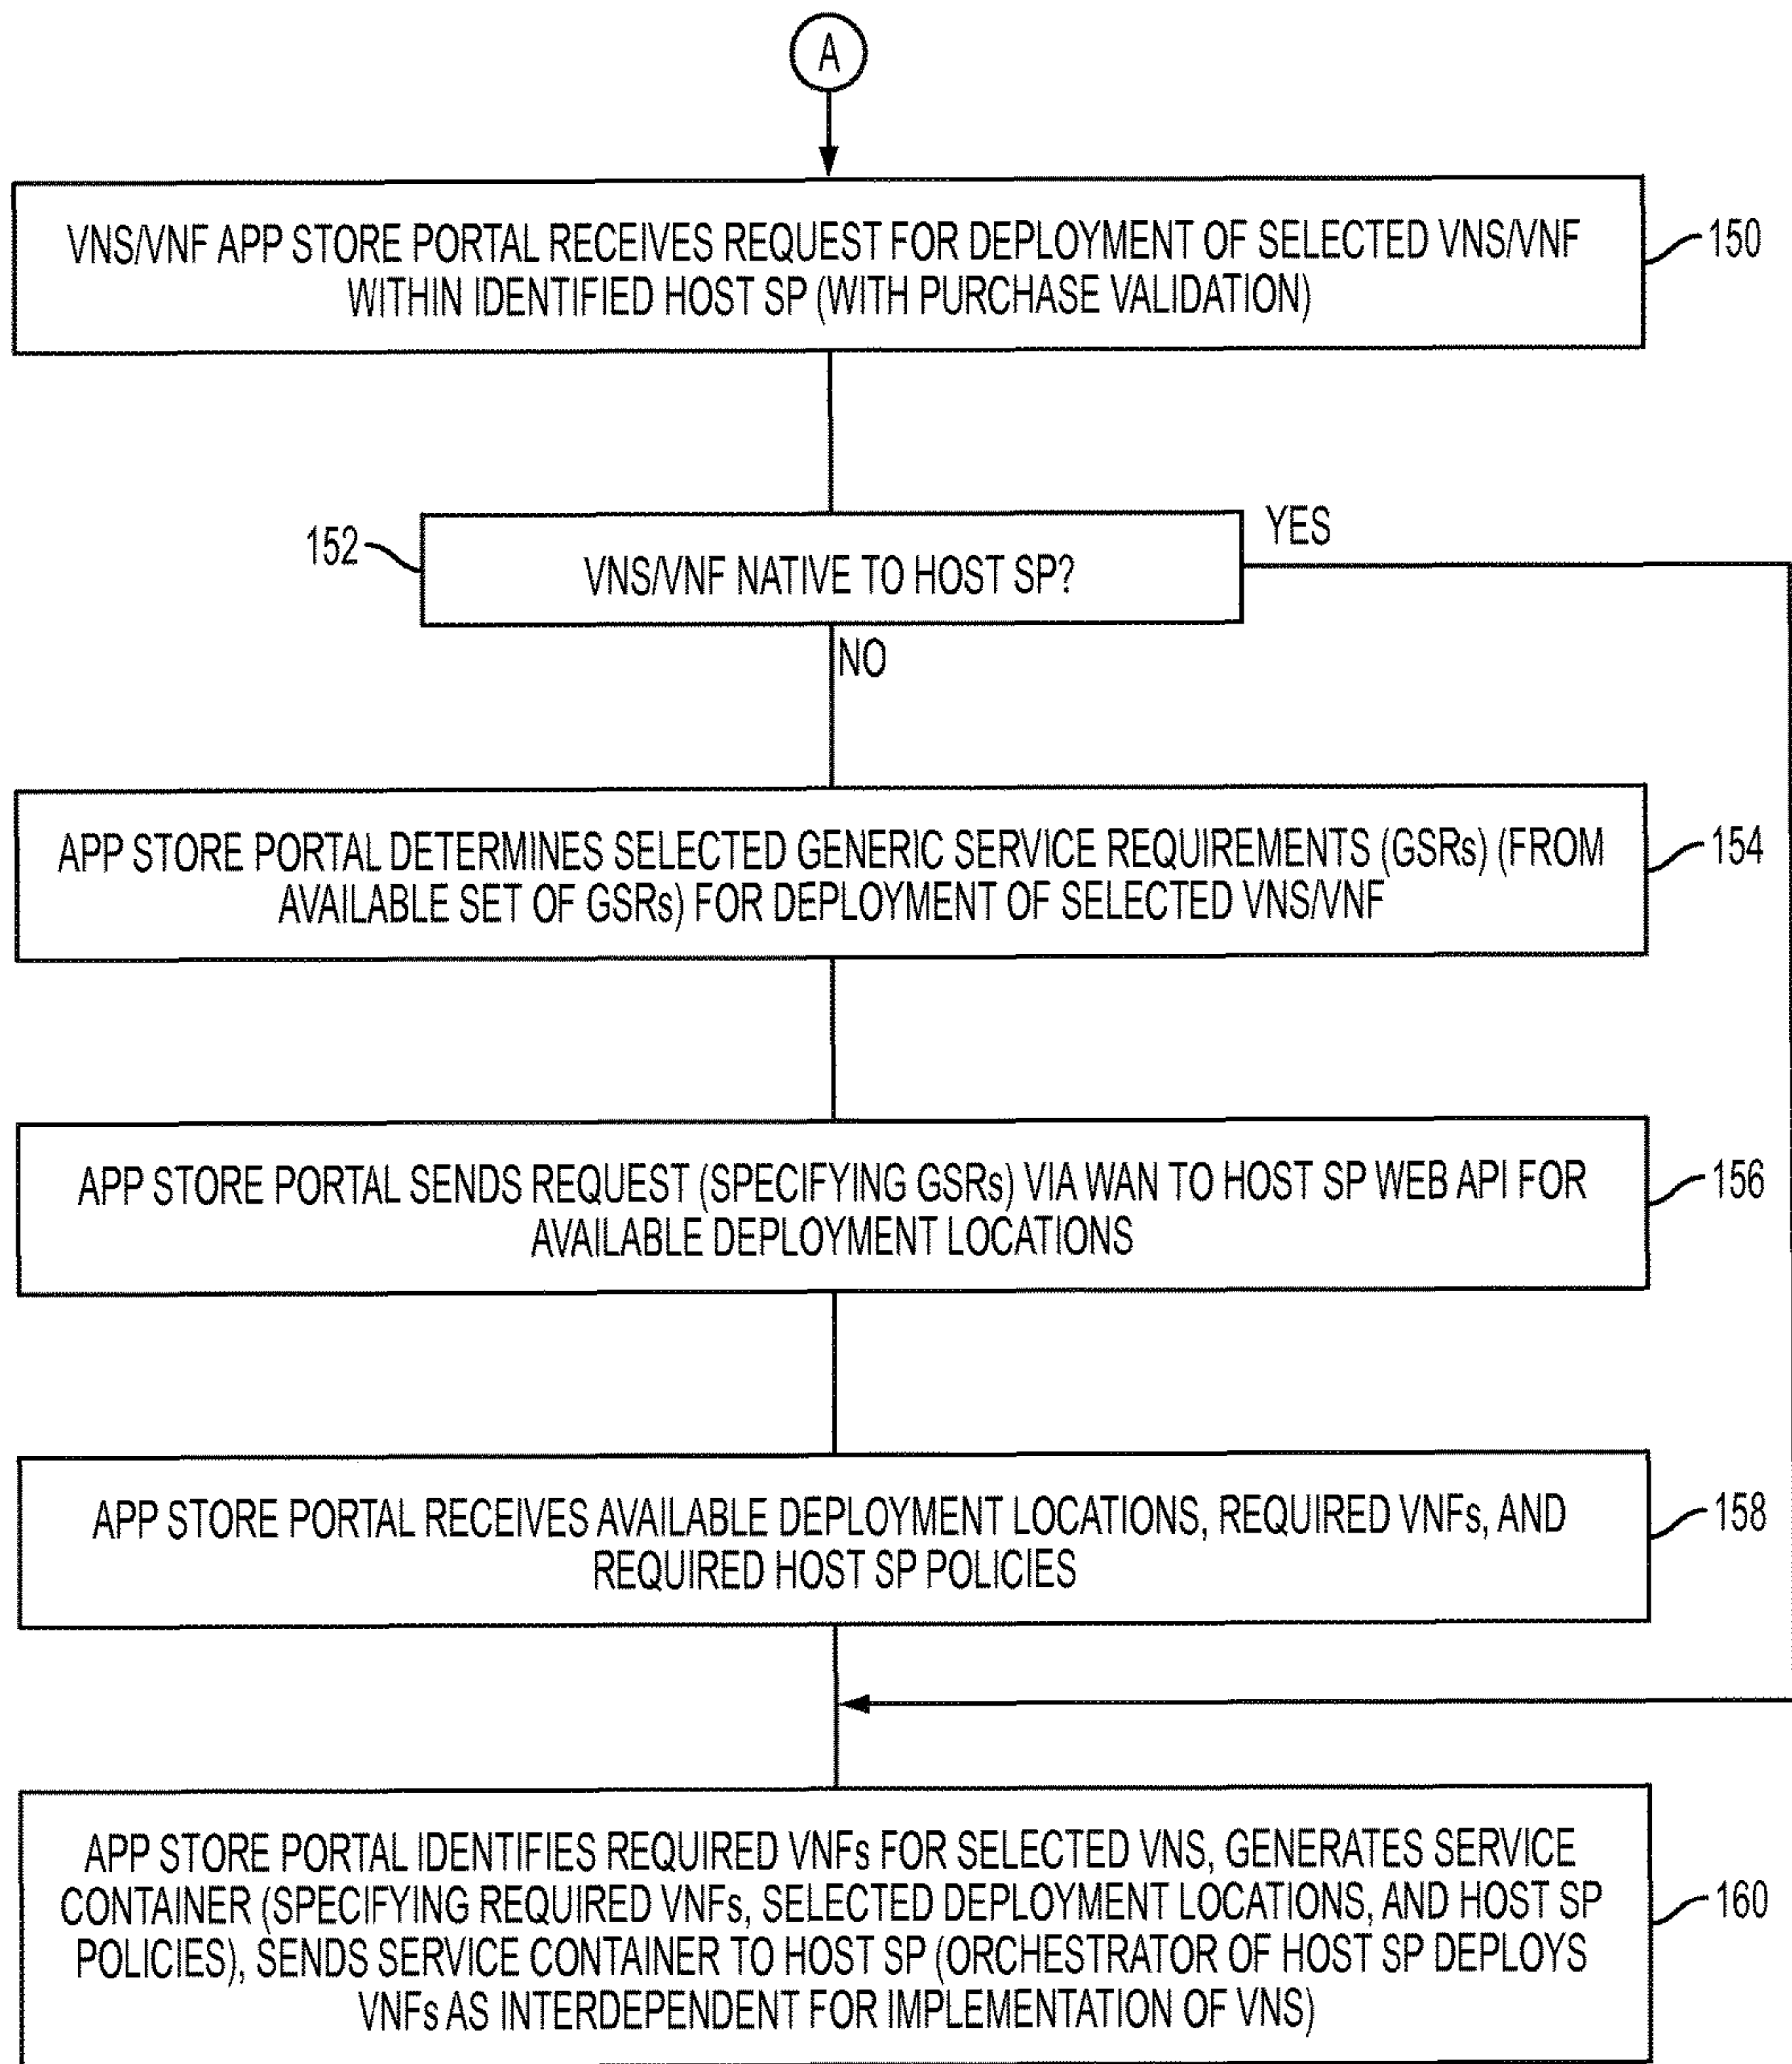 A
VNS/VNF APP STORE PORTAL RECEIVES REQUEST FOR DEPLOYMENT OF SELECTED VNS/VNF
WITHIN IDENTIFIED HOST SP (WITH PURCHASE VALIDATION)
150
152
VNS/VNF NATIVE TO HOST SP?
YES
NO
APP STORE PORTAL DETERMINES SELECTED GENERIC SERVICE REQUIREMENTS (GSRs) (FROM
AVAILABLE SET OF GSRs) FOR DEPLOYMENT OF SELECTED VNS/VNF
154
APP STORE PORTAL SENDS REQUEST (SPECIFYING GSRs) VIA WAN TO HOST SP WEB API FOR
AVAILABLE DEPLOYMENT LOCATIONS
156
APP STORE PORTAL RECEIVES AVAILABLE DEPLOYMENT LOCATIONS, REQUIRED VNFs, AND
REQUIRED HOST SP POLICIES
158
APP STORE PORTAL IDENTIFIES REQUIRED VNFs FOR SELECTED VNS, GENERATES SERVICE
CONTAINER (SPECIFYING REQUIRED VNFs, SELECTED DEPLOYMENT LOCATIONS, AND HOST SP
POLICIES), SENDS SERVICE CONTAINER TO HOST SP (ORCHESTRATOR OF HOST SP DEPLOYS
VNFs AS INTERDEPENDENT FOR IMPLEMENTATION OF VNS)
160